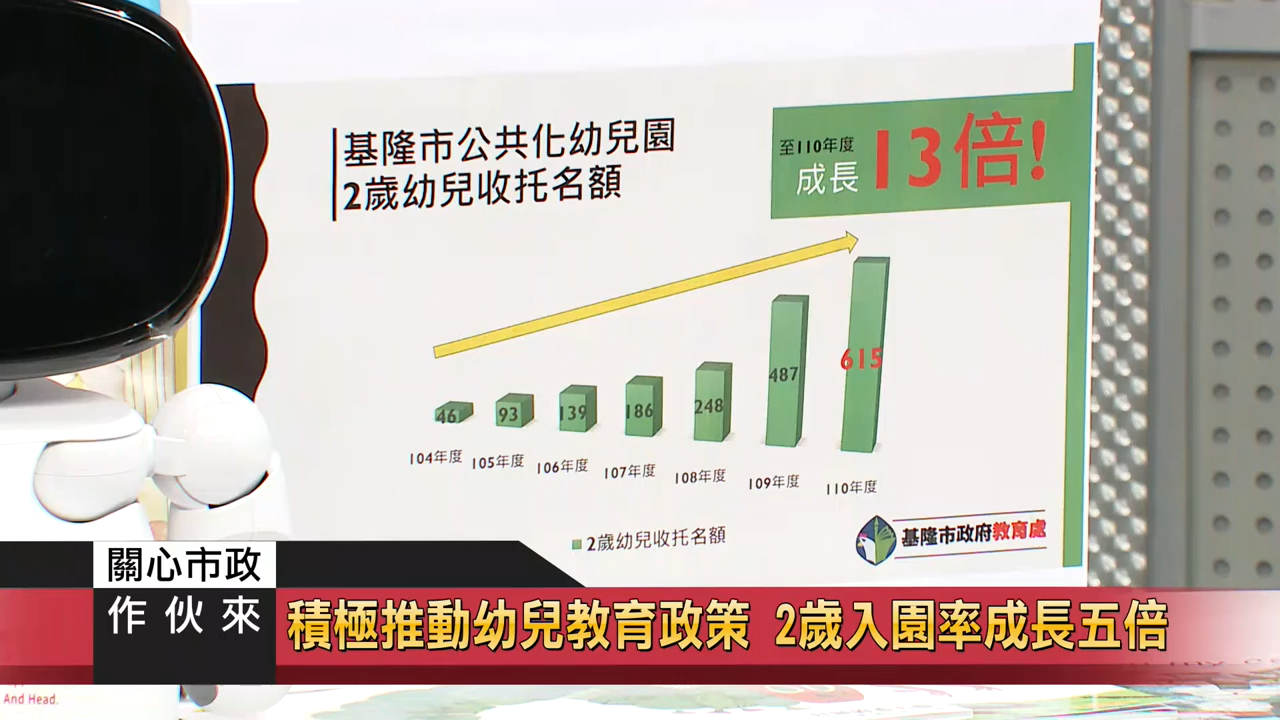 基隆市公共化幼兒園
2歲幼兒收托名額
至110年度
成長 13倍!
46 93 139 186 248 487 615
104年度 105年度 106年度 107年度 108年度 109年度 110年度
2歲幼兒收托名額
基隆市政府教育處
關心市政
作伙來
積極推動幼兒教育政策 2歲入園率成長五倍
And Head.